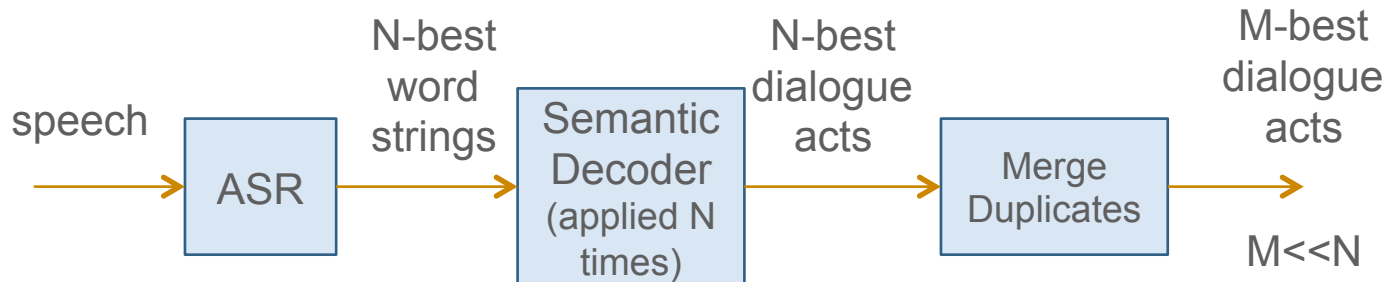 speech
ASR
N-best
word
strings
Semantic
Decoder
(applied N
times)
N-best
dialogue
acts
Merge
Duplicates
M-best
dialogue
acts
M<<N